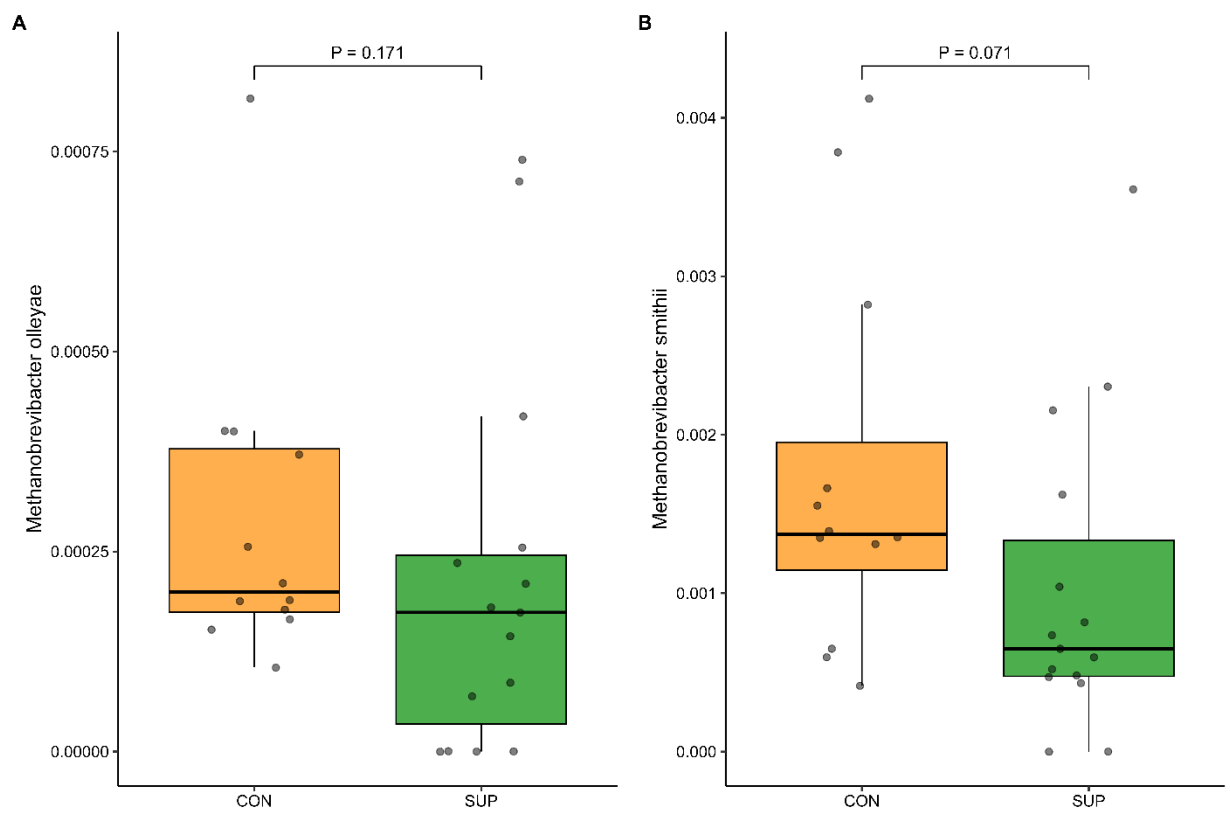 A
P = 0.171
0.00075
0.00050
0.00025
0.00000
Methanobrevibacter olleyae
CON
SUP
B
P = 0.071
0.004
0.003
0.002
0.001
0.000
Methanobrevibacter smithii
CON
SUP